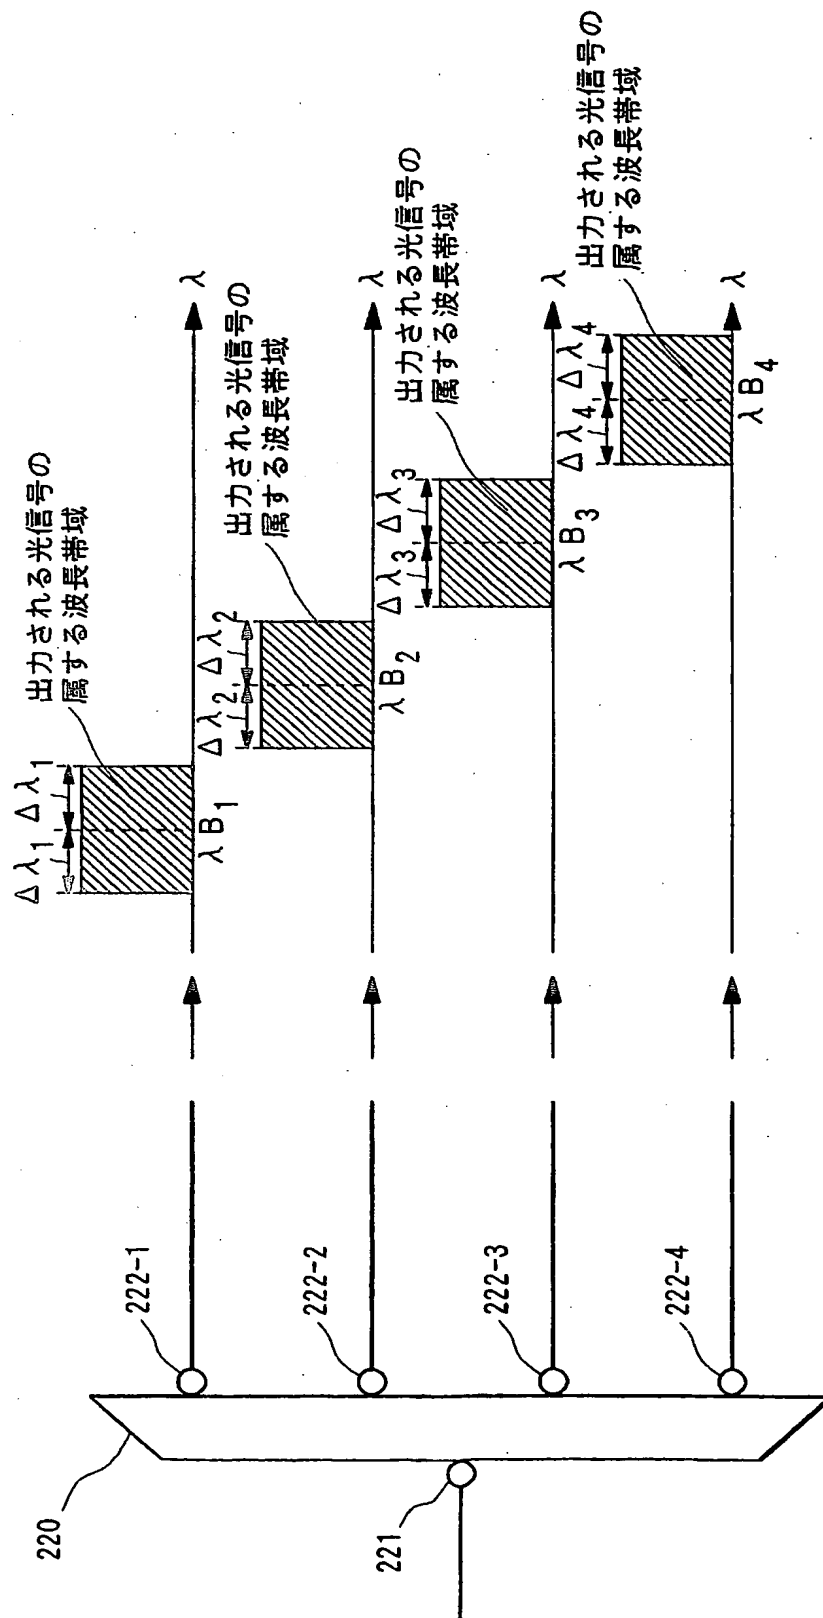 220
221
222-1
222-2
222-3
222-4
Δλ1 Δλ1
λB1
λ
出力される光信号の
属する波長帯域
Δλ2 Δλ2
λB2
λ
出力される光信号の
属する波長帯域
Δλ3 Δλ3
λB3
λ
出力される光信号の
属する波長帯域
Δλ4 Δλ4
λB4
λ
出力される光信号の
属する波長帯域